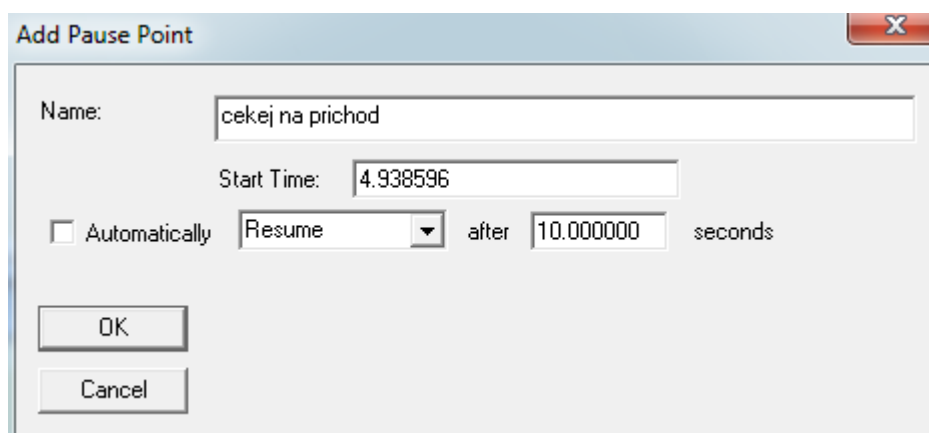 Add Pause Point
Name: cekej na prichod
Start Time: 4.938596
Automatically Resume after 10.000000 seconds
OK
Cancel